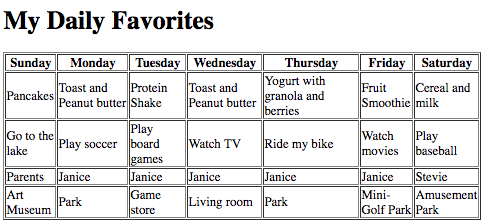 My Daily Favorites
Sunday Monday Tuesday Wednesday Thursday Friday Saturday
Pancakes Toast and Peanut butter Protein Shake Toast and Peanut butter Yogurt with granola and berries Fruit Smoothie Cereal and milk
Go to the lake Play soccer Play board games Watch TV Ride my bike Watch movies Play baseball
Parents Janice Janice Janice Janice Janice Stevie
Art Museum Park Game store Living room Park Mini-Golf Park Amusement Park